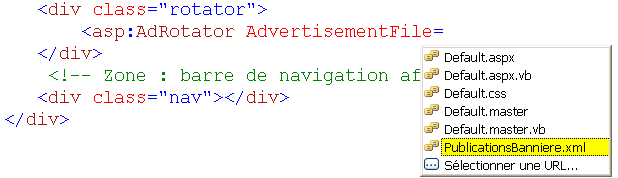 <div class="rotator">
<asp:AdRotator AdvertisementFile=
</div>
<!-- Zone : barre de navigation af
<div class="nav"></div>
</div>
Default.aspx
Default.aspx.vb
Default.css
Default.master
Default.master.vb
PublicationsBanniere.xml
Sélectionner une URL...